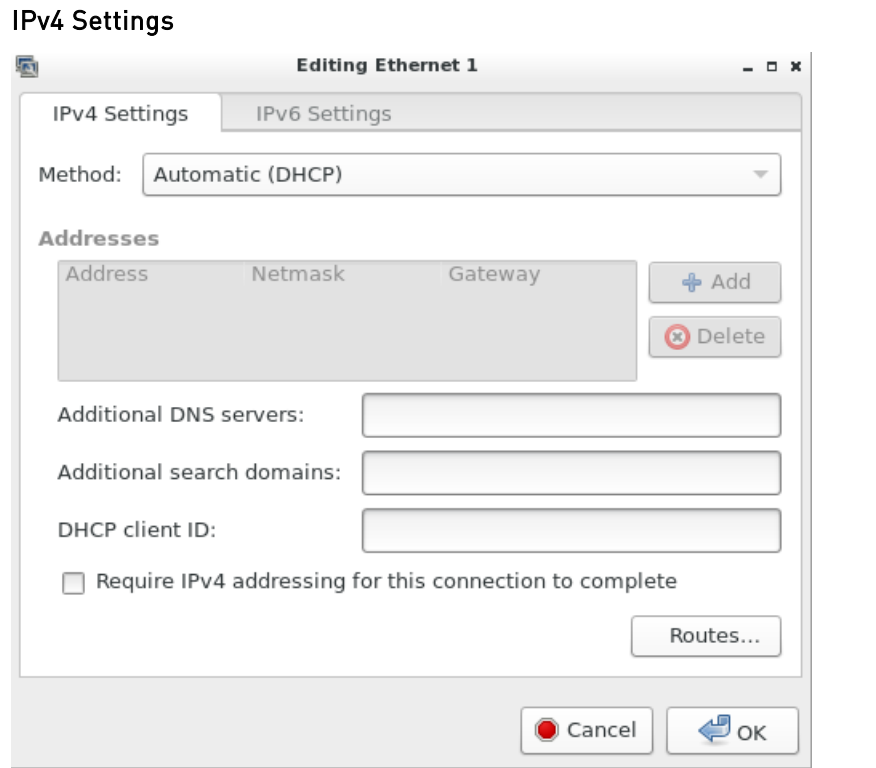 IPv4 Settings
Editing Ethernet 1
IPv4 Settings IPv6 Settings
Method: Automatic (DHCP)
Addresses
Address Netmask Gateway
Add
Delete
Additional DNS servers:
Additional search domains:
DHCP client ID:
Require IPv4 addressing for this connection to complete
Routes...
Cancel OK